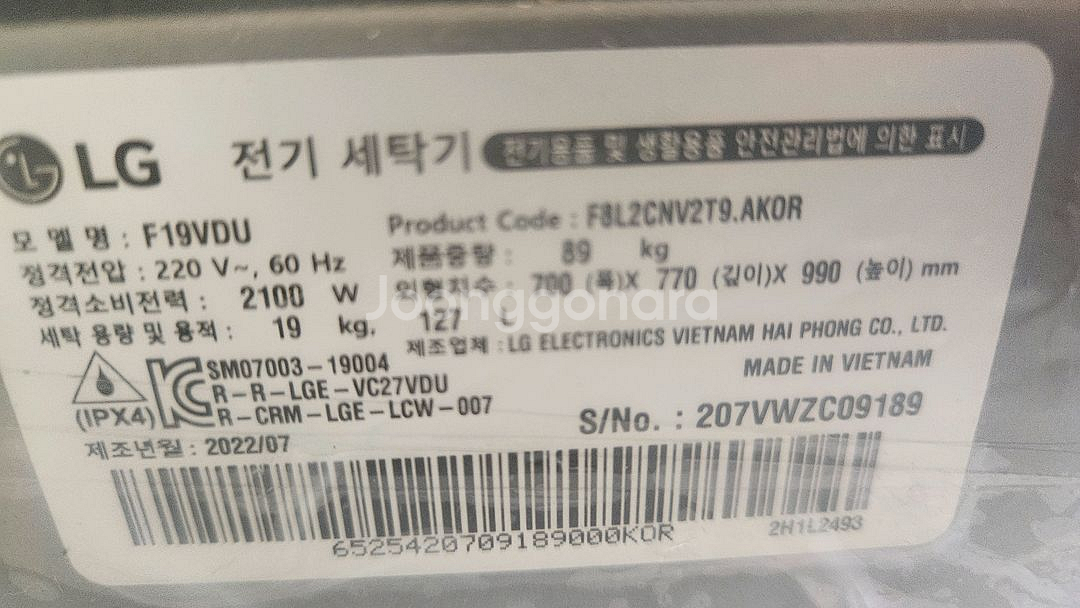 LG 전기 세탁기 전기용품 및 생활용품 안전관리법에 의한 표시
모델명 : F19VDU
Product Code : F8L2CNV2T9.AKOR
정격전압 : 220 V~, 60 Hz
제품중량 : 89 kg
정격소비전력 : 2100 W
외형치수 : 700 (폭)X 770 (깊이)X 990 (높이) mm
세탁 용량 및 용적 : 19 kg, 127 L
제조업체 : LG ELECTRONICS VIETNAM HAI PHONG CO., LTD.
MADE IN VIETNAM
(IPX4)
SM07003-19004
R-R-LGE-VC27VDU
R-CRM-LGE-LCW-007
S/No. : 207VWZC09189
제조년월 : 2022/07
6525420709189000KOR
2H1L2493
Joonggonara